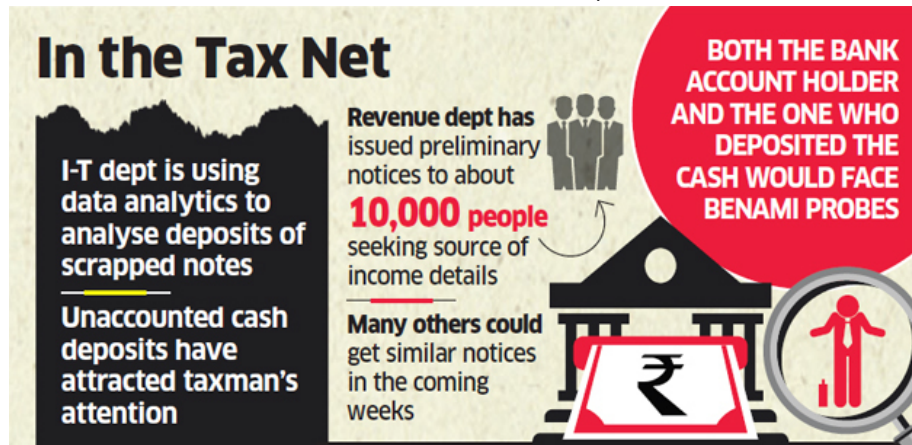 In the Tax Net
I-T dept is using
data analytics to
analyse deposits of
scrapped notes
Unaccounted cash
deposits have
attracted taxman's
attention
Revenue dept has
issued preliminary
notices to about
10,000 people
seeking source of
income details
Many others could
get similar notices
in the coming
weeks
BOTH THE BANK
ACCOUNT HOLDER
AND THE ONE WHO
DEPOSITED THE
CASH WOULD FACE
BENAMI PROBES
₹